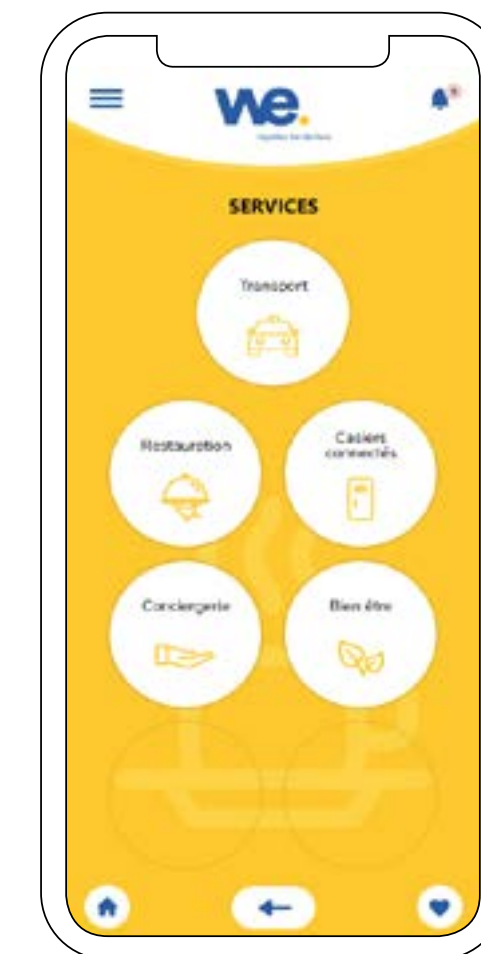 we.
SERVICES
Transport
Restauration
Casiers
connectés
Conciergerie
Bien être